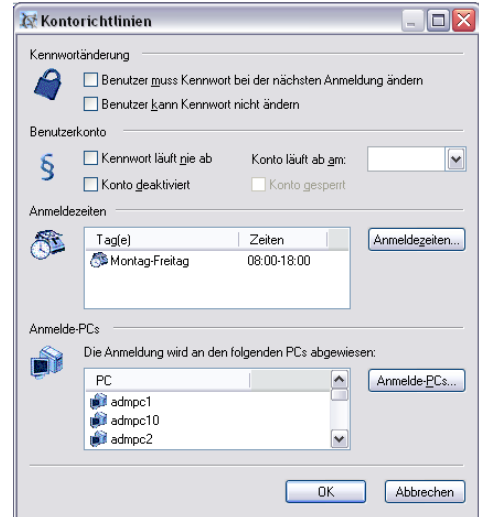 Kontorichtlinien
Kennwortänderung
Benutzer muss Kennwort bei der nächsten Anmeldung ändern
Benutzer kann Kennwort nicht ändern
Benutzerkonto
§
Kennwort läuft nie ab Konto läuft ab am:
Konto deaktiviert Konto gesperrt
Anmeldezeiten
Tag(e) Zeiten Anmeldezeiten...
Montag-Freitag 08:00-18:00
Anmelde-PCs
Die Anmeldung wird an den folgenden PCs abgewiesen:
PC Anmelde-PCs...
admpc1
admpc10
admpc2
OK Abbrechen